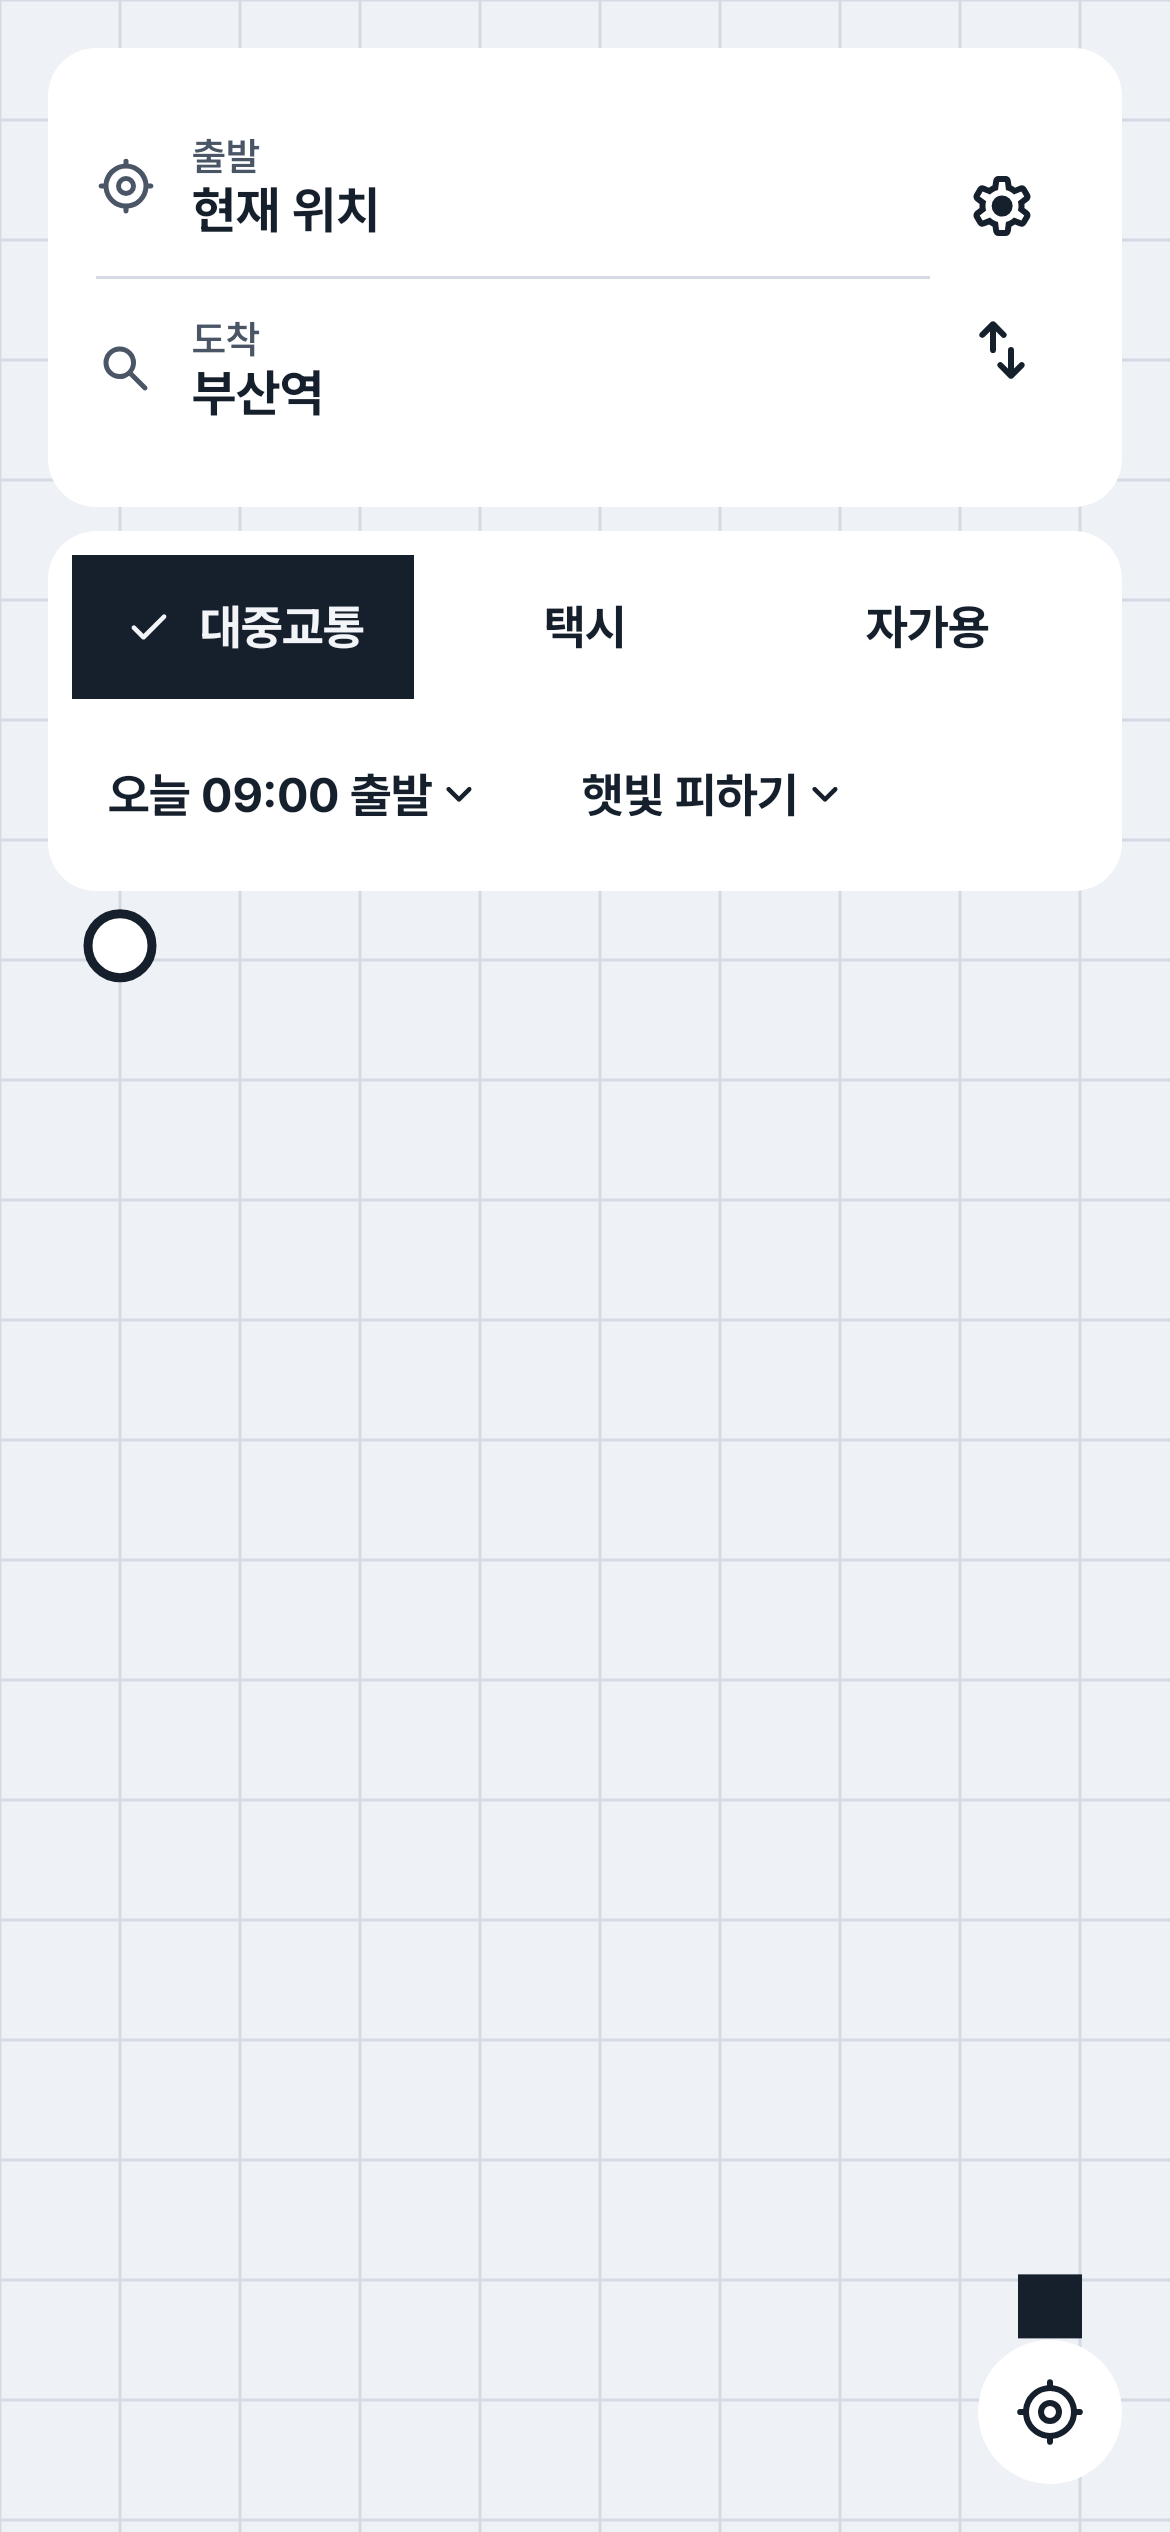 출발
현재 위치
도착
부산역
대중교통 택시 자가용
오늘 09:00 출발 햇빛 피하기